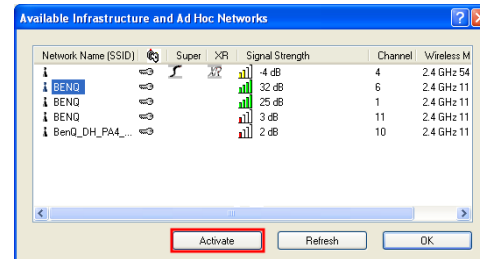 Available Infrastructure and Ad Hoc Networks
Network Name (SSID) Super XR Signal Strength Channel Wireless M
-4 dB 4 2.4 GHz 54
BENQ 32 dB 6 2.4 GHz 11
BENQ 25 dB 1 2.4 GHz 11
BENQ 3 dB 11 2.4 GHz 11
BenQ_DH_PA4_... 2 dB 10 2.4 GHz 11
Activate Refresh OK